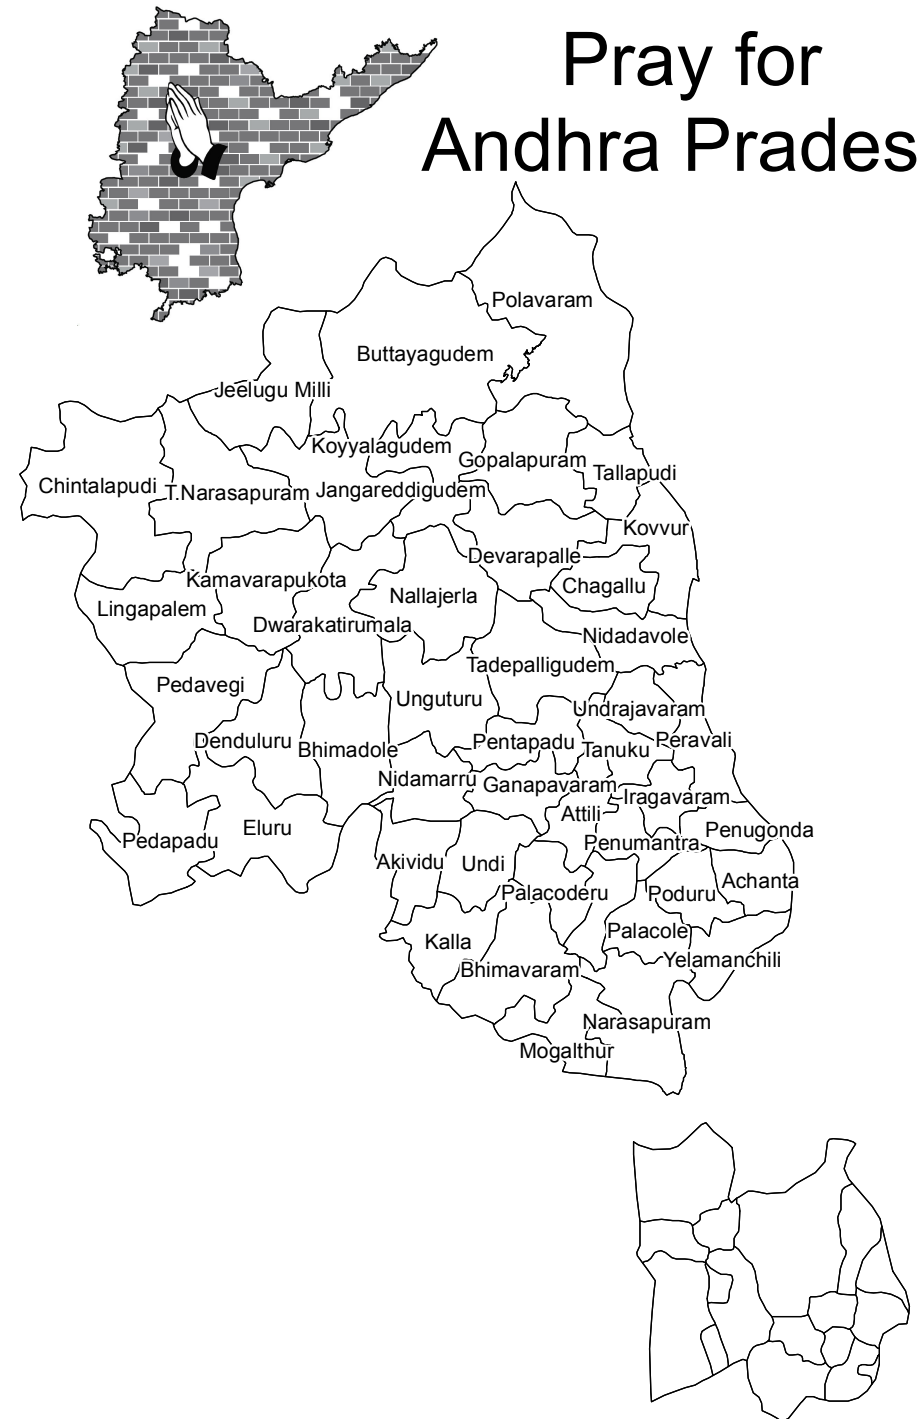 Pray for
Andhra Prades
Polavaram
Buttayagudem
Jeelugu Milli
Koyyalagudem
Gopalapuram
Tallapudi
Chintalapudi
T.Narasapuram
Jangareddigudem
Kovvur
Devarapalle
Kamavarapukota
Chagallu
Nallajerla
Lingapalem
Dwarakatirumala
Nidadavole
Tadepalligudem
Pedavegi
Unguturu
Undrajavaram
Denduluru
Bhimadole
Pentapadu
Tanuku
Peravali
Nidamarru
Ganapavaram
Iragavaram
Attili
Eluru
Penugonda
Pedapadu
Penumantra
Akividu
Undi
Achanta
Palacoderu
Poduru
Palacole
Kalla
Yelamanchili
Bhimavaram
Narasapuram
Mogalthur